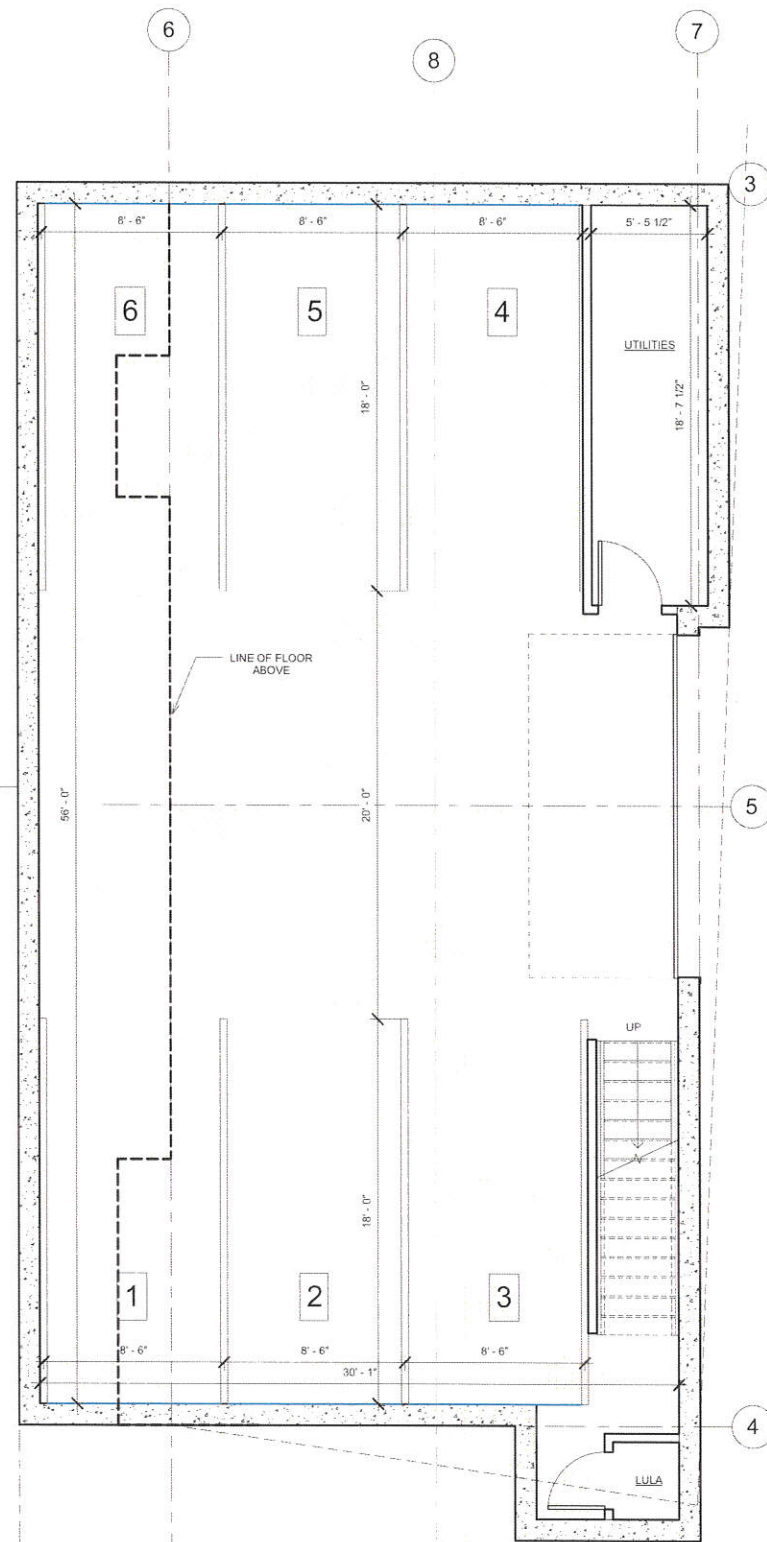 6
8
7
3
8' - 6"
8' - 6"
8' - 6"
5' - 5 1/2"
6
5
4
UTILITIES
18' - 0"
18' - 7 1/2"
LINE OF FLOOR
ABOVE
56' - 0"
20' - 0"
5
UP
18' - 0"
1
2
3
8' - 6"
8' - 6"
8' - 6"
30' - 1"
4
LULA